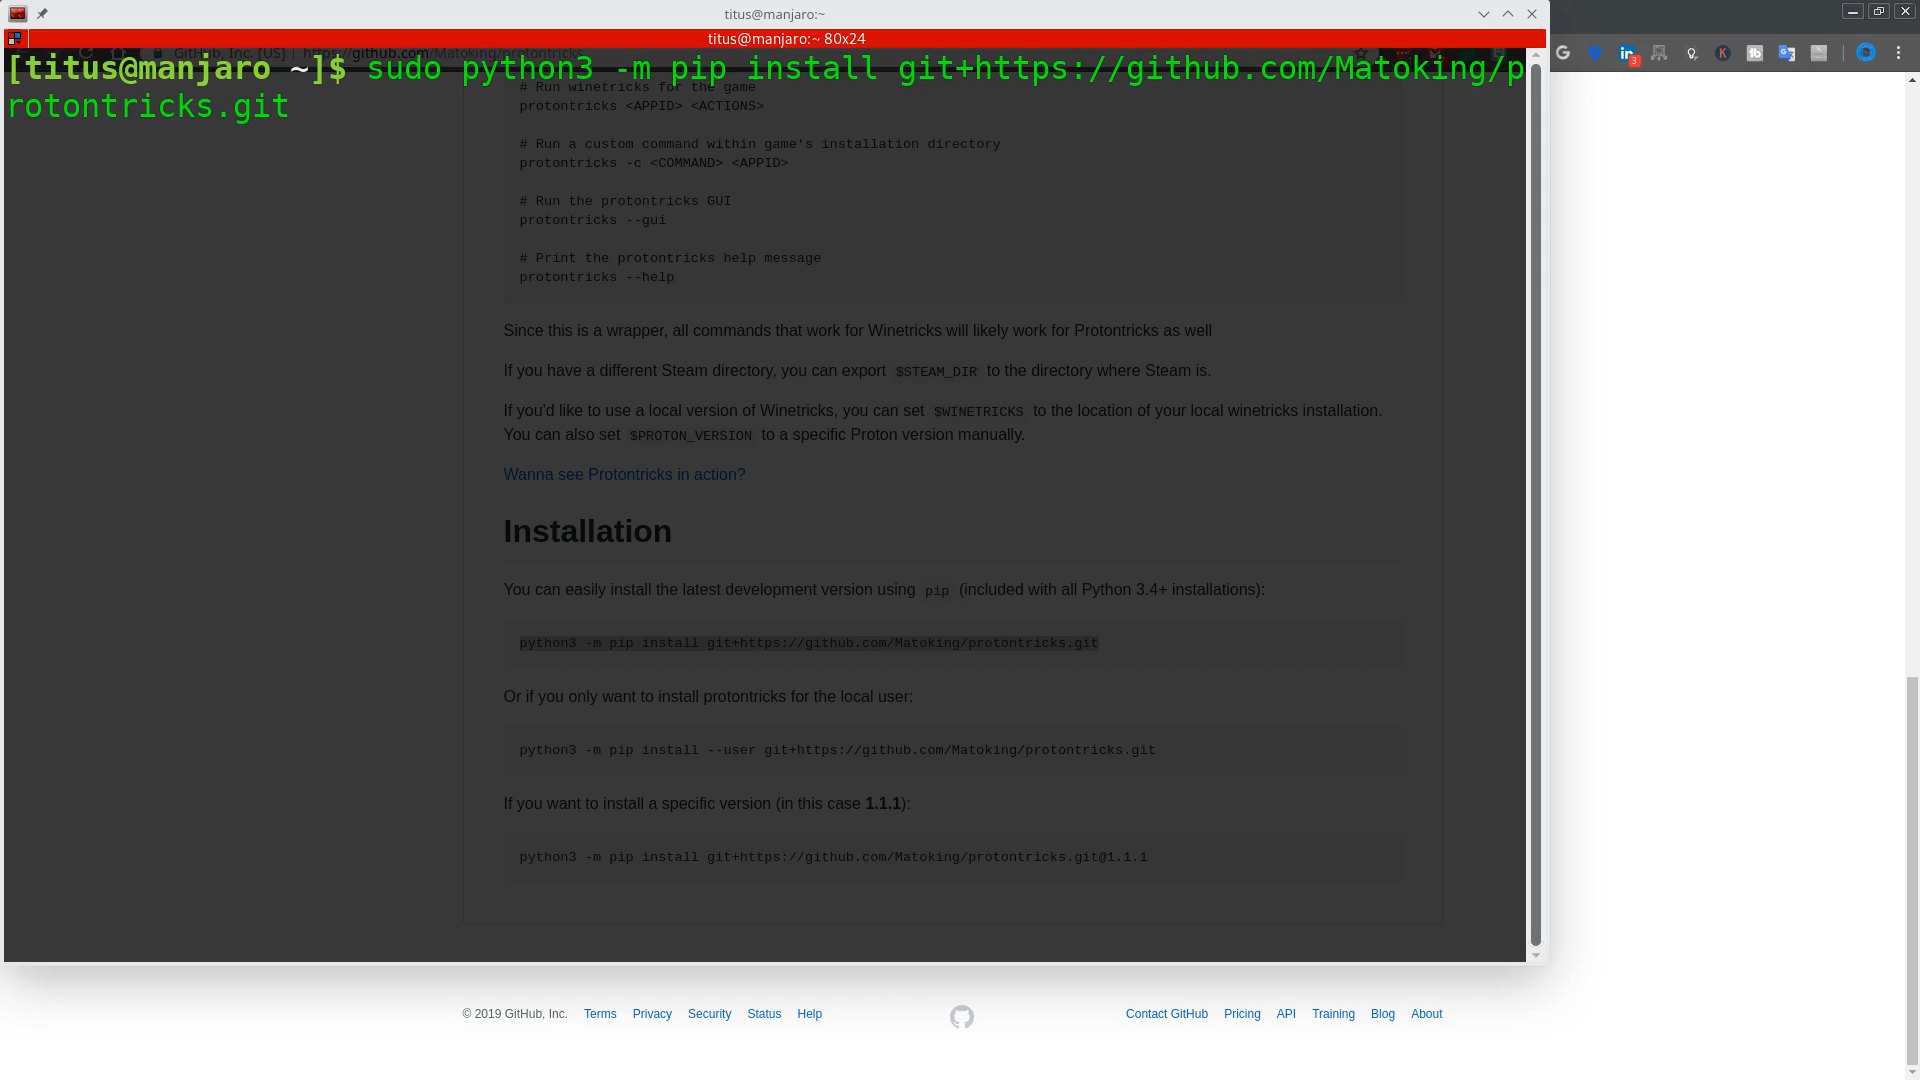 titus@manjaro:~
titus@manjaro:~ 80x24
GitHub, Inc. [US] | https://github.com/Matoking/protontricks
[titus@manjaro ~]$ sudo python3 -m pip install git+https://github.com/Matoking/p
rotontricks.git
# Run winetricks for the game
protontricks <APPID> <ACTIONS>
# Run a custom command within game's installation directory
protontricks -c <COMMAND> <APPID>
# Run the protontricks GUI
protontricks --gui
# Print the protontricks help message
protontricks --help
Since this is a wrapper, all commands that work for Winetricks will likely work for Protontricks as well
If you have a different Steam directory, you can export $STEAM_DIR to the directory where Steam is.
If you'd like to use a local version of Winetricks, you can set $WINETRICKS to the location of your local winetricks installation.
You can also set $PROTON_VERSION to a specific Proton version manually.
Wanna see Protontricks in action?
Installation
You can easily install the latest development version using pip (included with all Python 3.4+ installations):
python3 -m pip install git+https://github.com/Matoking/protontricks.git
Or if you only want to install protontricks for the local user:
python3 -m pip install --user git+https://github.com/Matoking/protontricks.git
If you want to install a specific version (in this case 1.1.1):
python3 -m pip install git+https://github.com/Matoking/protontricks.git@1.1.1
© 2019 GitHub, Inc. Terms Privacy Security Status Help Contact GitHub Pricing API Training Blog About